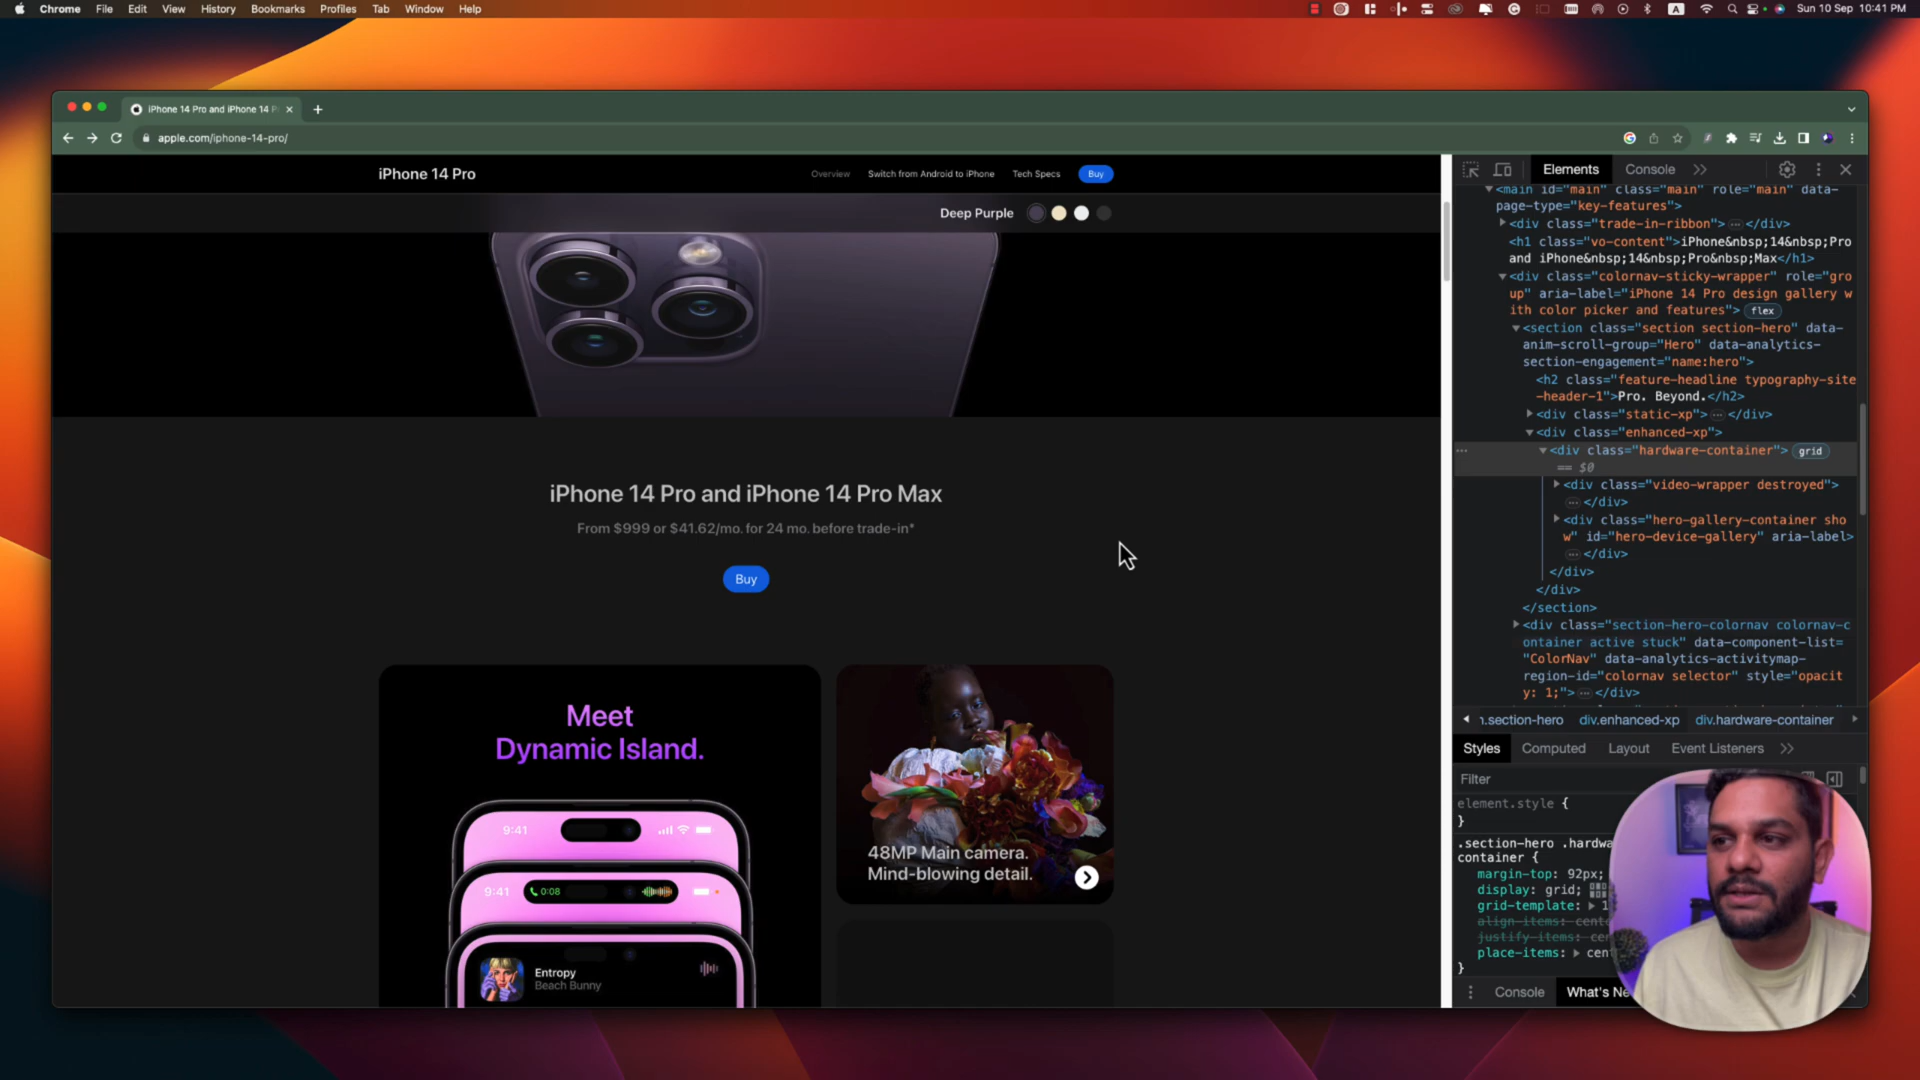 Chrome File Edit View History Bookmarks Profiles Tab Window Help
A
Sun 10 Sep 10:41 PM
iPhone 14 Pro and iPhone 14 P
apple.com/iphone-14-pro/
iPhone 14 Pro
Overview Switch from Android to iPhone Tech Specs Buy
Deep Purple
iPhone 14 Pro and iPhone 14 Pro Max
From $999 or $41.62/mo. for 24 mo. before trade-in*
Buy
Meet
Dynamic Island.
9:41
9:41 0:08
Entropy
Beach Bunny
48MP Main camera.
Mind-blowing detail.
Elements Console
<main id="main" class="main" role="main" data-
page-type="key-features">
<div class="trade-in-ribbon">…</div>
<h1 class="vo-content">iPhone&nbsp;14&nbsp;Pro
and iPhone&nbsp;14&nbsp;Pro&nbsp;Max</h1>
<div class="colornav-sticky-wrapper" role="gro
up" aria-label="iPhone 14 Pro design gallery w
ith color picker and features"> flex
<section class="section section-hero" data-
anim-scroll-group="Hero" data-analytics-
section-engagement="name:hero">
<h2 class="feature-headline typography-site
-header-1">Pro. Beyond.</h2>
<div class="static-xp">…</div>
<div class="enhanced-xp">
<div class="hardware-container"> grid
== $0
<div class="video-wrapper destroyed">
…</div>
<div class="hero-gallery-container sho
w" id="hero-device-gallery" aria-label>
…</div>
</div>
</div>
</section>
<div class="section-hero-colornav colornav-c
ontainer active stuck" data-component-list=
"ColorNav" data-analytics-activitymap-
region-id="colornav selector" style="opacit
y: 1;">…</div>
n.section-hero div.enhanced-xp div.hardware-container
Styles Computed Layout Event Listeners
Filter
element.style {
}
.section-hero .hardwa
container {
margin-top: 92px;
display: grid;
grid-template: 1
align-items: cente
justify-items: cer
place-items: cen
}
Console What's Ne